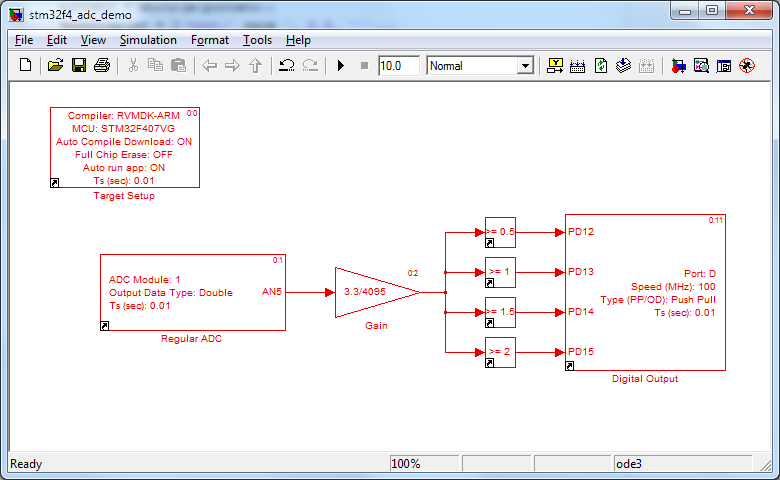 stm32f4_adc_demo
File Edit View Simulation Format Tools Help
10.0 Normal
0:0
Compiler: RVMDK-ARM
MCU: STM32F407VG
Auto Compile Download: ON
Full Chip Erase: OFF
Auto run app: ON
Ts (sec): 0.01
Target Setup
0:1
ADC Module: 1
Output Data Type: Double
Ts (sec): 0.01
AN5
Regular ADC
0:2
3.3/4095
Gain
>= 0.5
>= 1
>= 1.5
>= 2
0:11
PD12
PD13
PD14
PD15
Port: D
Speed (MHz): 100
Type (PP/OD): Push Pull
Ts (sec): 0.01
Digital Output
Ready 100% ode3